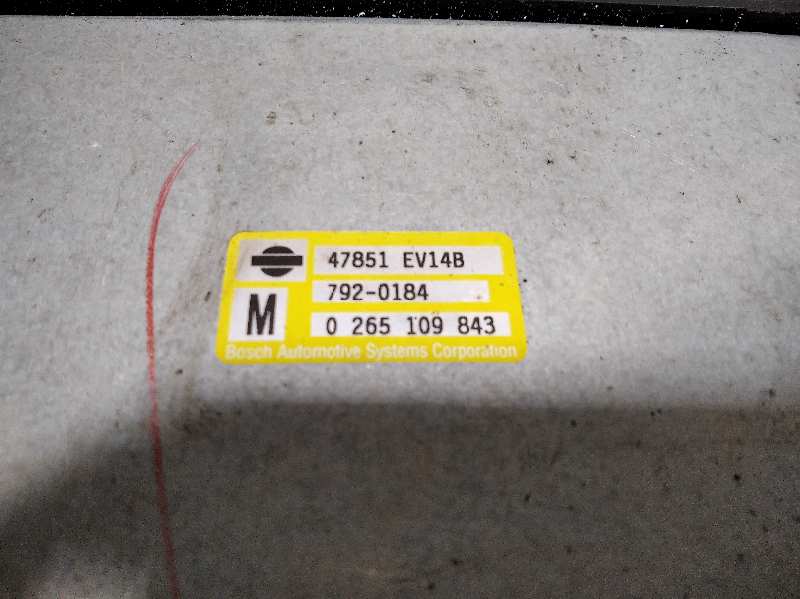 47851 EV14B
792-0184
M
0 265 109 843
Bosch Automotive Systems Corporation